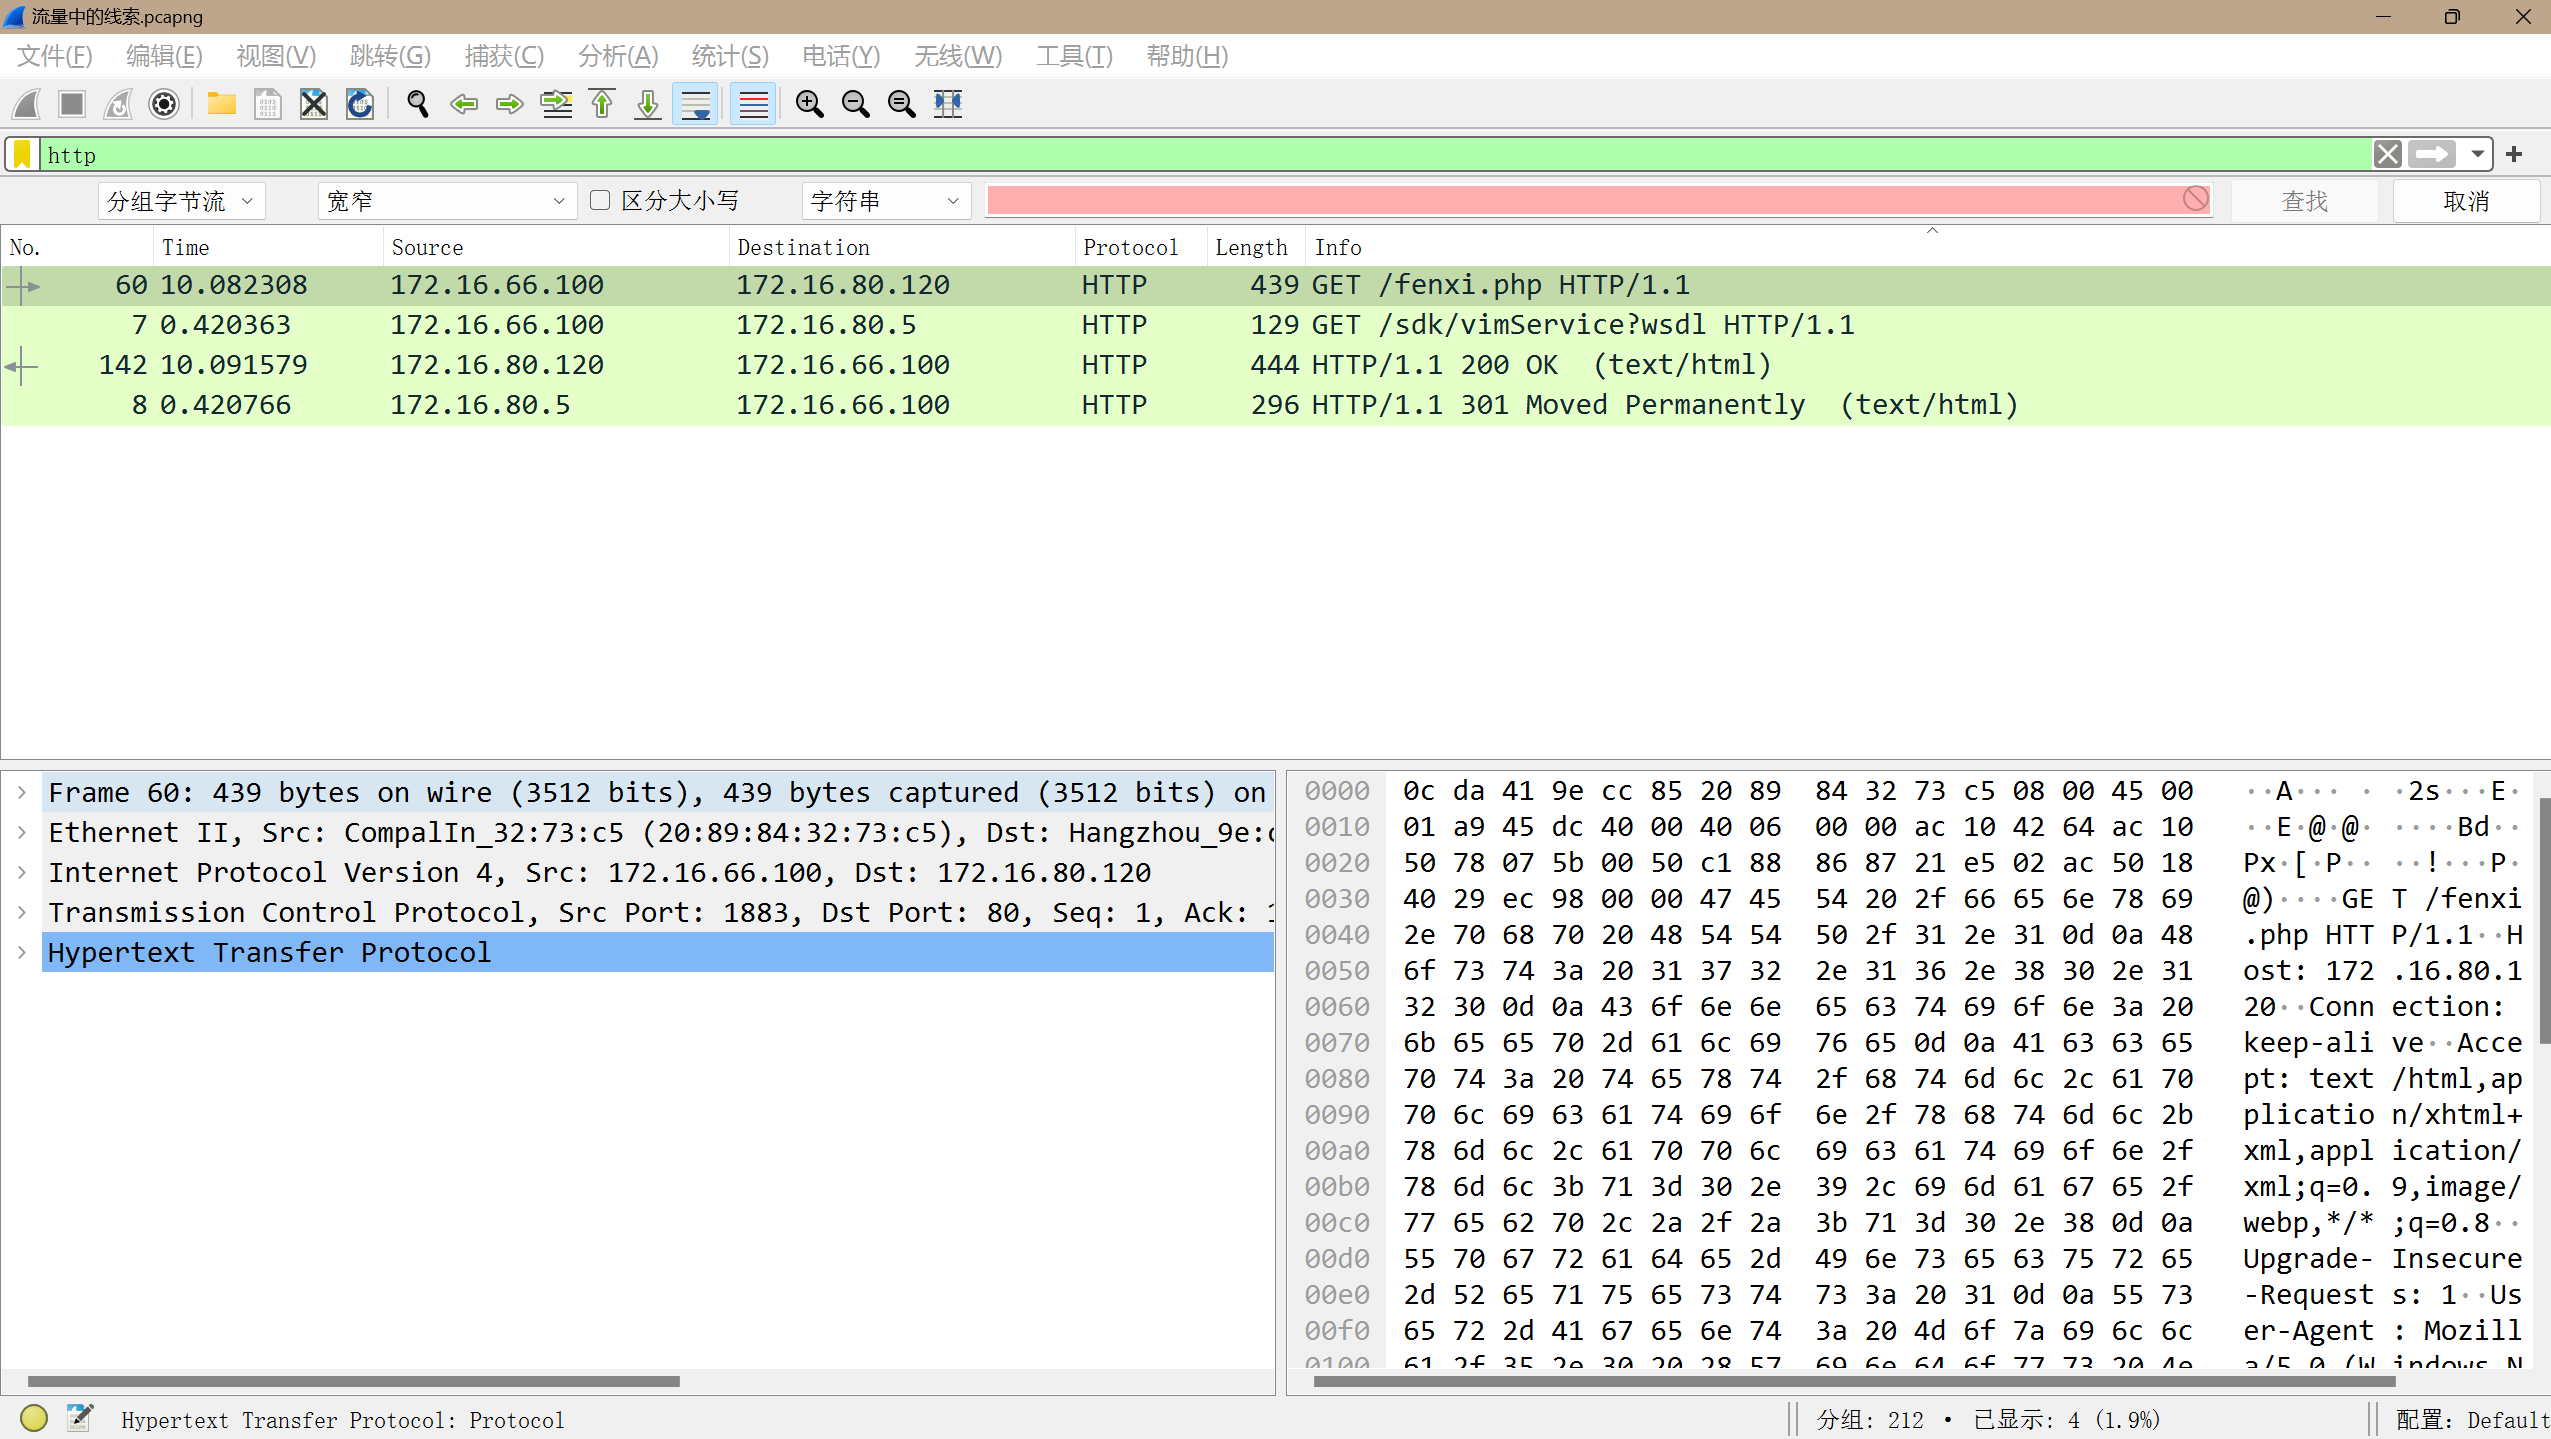 流量中的线索.pcapng
文件(F) 编辑(E) 视图(V) 跳转(G) 捕获(C) 分析(A) 统计(S) 电话(Y) 无线(W) 工具(T) 帮助(H)
http
分组字节流 宽窄 区分大小写 字符串 查找 取消
No. Time Source Destination Protocol Length Info
60 10.082308 172.16.66.100 172.16.80.120 HTTP 439 GET /fenxi.php HTTP/1.1
7 0.420363 172.16.66.100 172.16.80.5 HTTP 129 GET /sdk/vimService?wsdl HTTP/1.1
142 10.091579 172.16.80.120 172.16.66.100 HTTP 444 HTTP/1.1 200 OK (text/html)
8 0.420766 172.16.80.5 172.16.66.100 HTTP 296 HTTP/1.1 301 Moved Permanently (text/html)
Frame 60: 439 bytes on wire (3512 bits), 439 bytes captured (3512 bits) on
Ethernet II, Src: CompalIn_32:73:c5 (20:89:84:32:73:c5), Dst: Hangzhou_9e:c
Internet Protocol Version 4, Src: 172.16.66.100, Dst: 172.16.80.120
Transmission Control Protocol, Src Port: 1883, Dst Port: 80, Seq: 1, Ack: 1
Hypertext Transfer Protocol
0000 0c da 41 9e cc 85 20 89 84 32 73 c5 08 00 45 00 ··A··· · ·2s···E·
0010 01 a9 45 dc 40 00 40 06 00 00 ac 10 42 64 ac 10 ··E·@·@· ····Bd··
0020 50 78 07 5b 00 50 c1 88 86 87 21 e5 02 ac 50 18 Px·[·P·· ··!···P·
0030 40 29 ec 98 00 00 47 45 54 20 2f 66 65 6e 78 69 @)····GE T /fenxi
0040 2e 70 68 70 20 48 54 54 50 2f 31 2e 31 0d 0a 48 .php HTT P/1.1··H
0050 6f 73 74 3a 20 31 37 32 2e 31 36 2e 38 30 2e 31 ost: 172 .16.80.1
0060 32 30 0d 0a 43 6f 6e 6e 65 63 74 69 6f 6e 3a 20 20··Conn ection:
0070 6b 65 65 70 2d 61 6c 69 76 65 0d 0a 41 63 63 65 keep-ali ve··Acce
0080 70 74 3a 20 74 65 78 74 2f 68 74 6d 6c 2c 61 70 pt: text /html,ap
0090 70 6c 69 63 61 74 69 6f 6e 2f 78 68 74 6d 6c 2b plicatio n/xhtml+
00a0 78 6d 6c 2c 61 70 70 6c 69 63 61 74 69 6f 6e 2f xml,appl ication/
00b0 78 6d 6c 3b 71 3d 30 2e 39 2c 69 6d 61 67 65 2f xml;q=0. 9,image/
00c0 77 65 62 70 2c 2a 2f 2a 3b 71 3d 30 2e 38 0d 0a webp,*/* ;q=0.8··
00d0 55 70 67 72 61 64 65 2d 49 6e 73 65 63 75 72 65 Upgrade- Insecure
00e0 2d 52 65 71 75 65 73 74 73 3a 20 31 0d 0a 55 73 -Request s: 1··Us
00f0 65 72 2d 41 67 65 6e 74 3a 20 4d 6f 7a 69 6c 6c er-Agent : Mozill
0100 61 2f 35 2e 30 20 28 57 69 6e 64 6f 77 73 20 4e a/5.0 (W indows N
Hypertext Transfer Protocol: Protocol 分组: 212 · 已显示: 4 (1.9%) 配置: Default